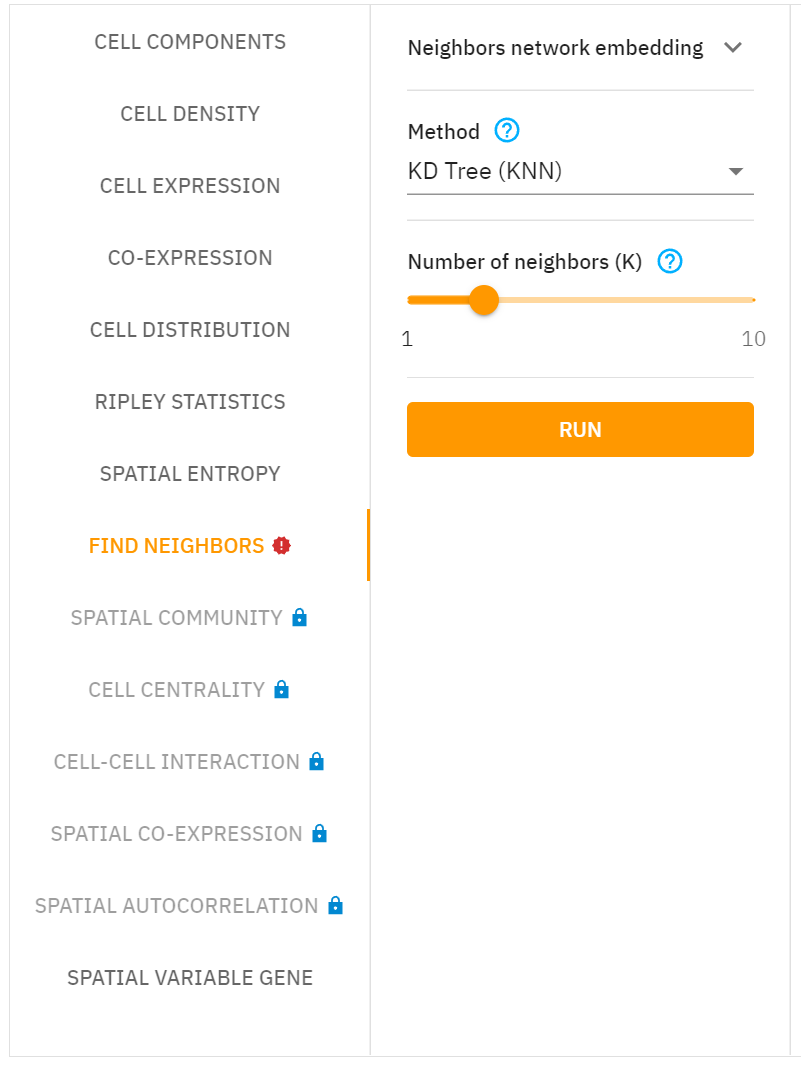 CELL COMPONENTS
CELL DENSITY
CELL EXPRESSION
CO-EXPRESSION
CELL DISTRIBUTION
RIPLEY STATISTICS
SPATIAL ENTROPY
FIND NEIGHBORS
SPATIAL COMMUNITY
CELL CENTRALITY
CELL-CELL INTERACTION
SPATIAL CO-EXPRESSION
SPATIAL AUTOCORRELATION
SPATIAL VARIABLE GENE
Neighbors network embedding
Method
KD Tree (KNN)
Number of neighbors (K)
1 10
RUN